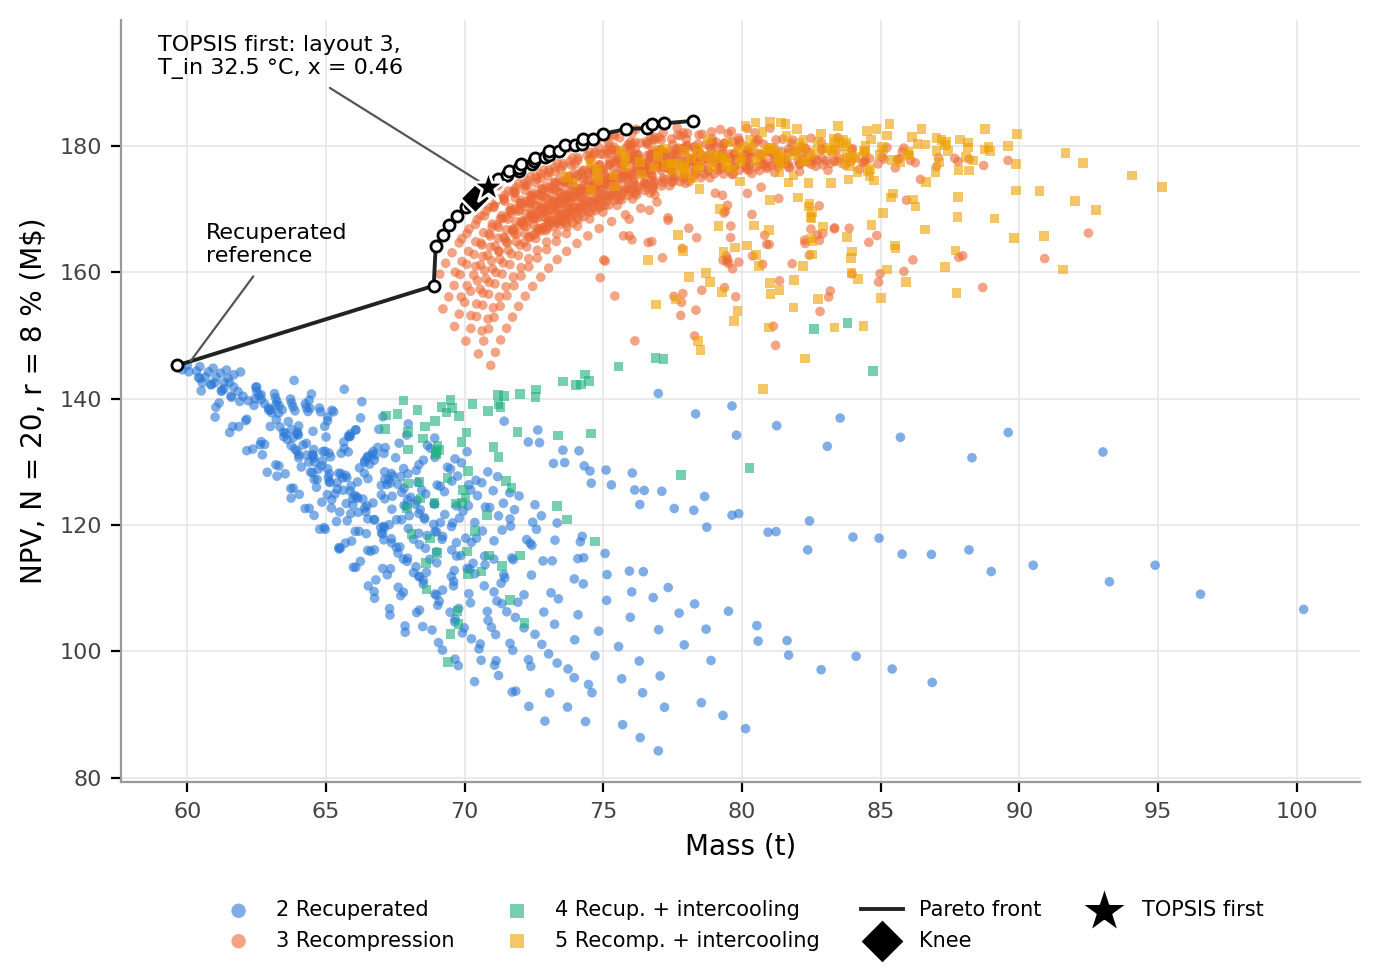 TOPSIS first: layout 3,
T_in 32.5 °C, x = 0.46
Recuperated
reference
NPV, N = 20, r = 8 % (M$)
180
160
140
120
100
80
60 65 70 75 80 85 90 95 100
Mass (t)
2 Recuperated
3 Recompression
4 Recup. + intercooling
5 Recomp. + intercooling
Pareto front
Knee
TOPSIS first